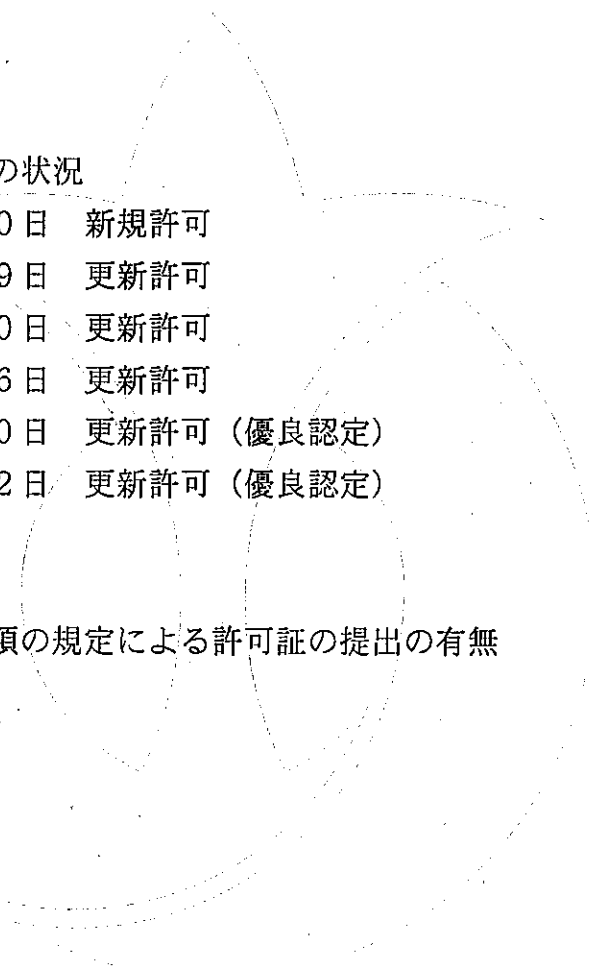 の状況
0日 新規許可
9日 更新許可
0日 更新許可
6日 更新許可
0日 更新許可（優良認定）
2日 更新許可（優良認定）
項の規定による許可証の提出の有無